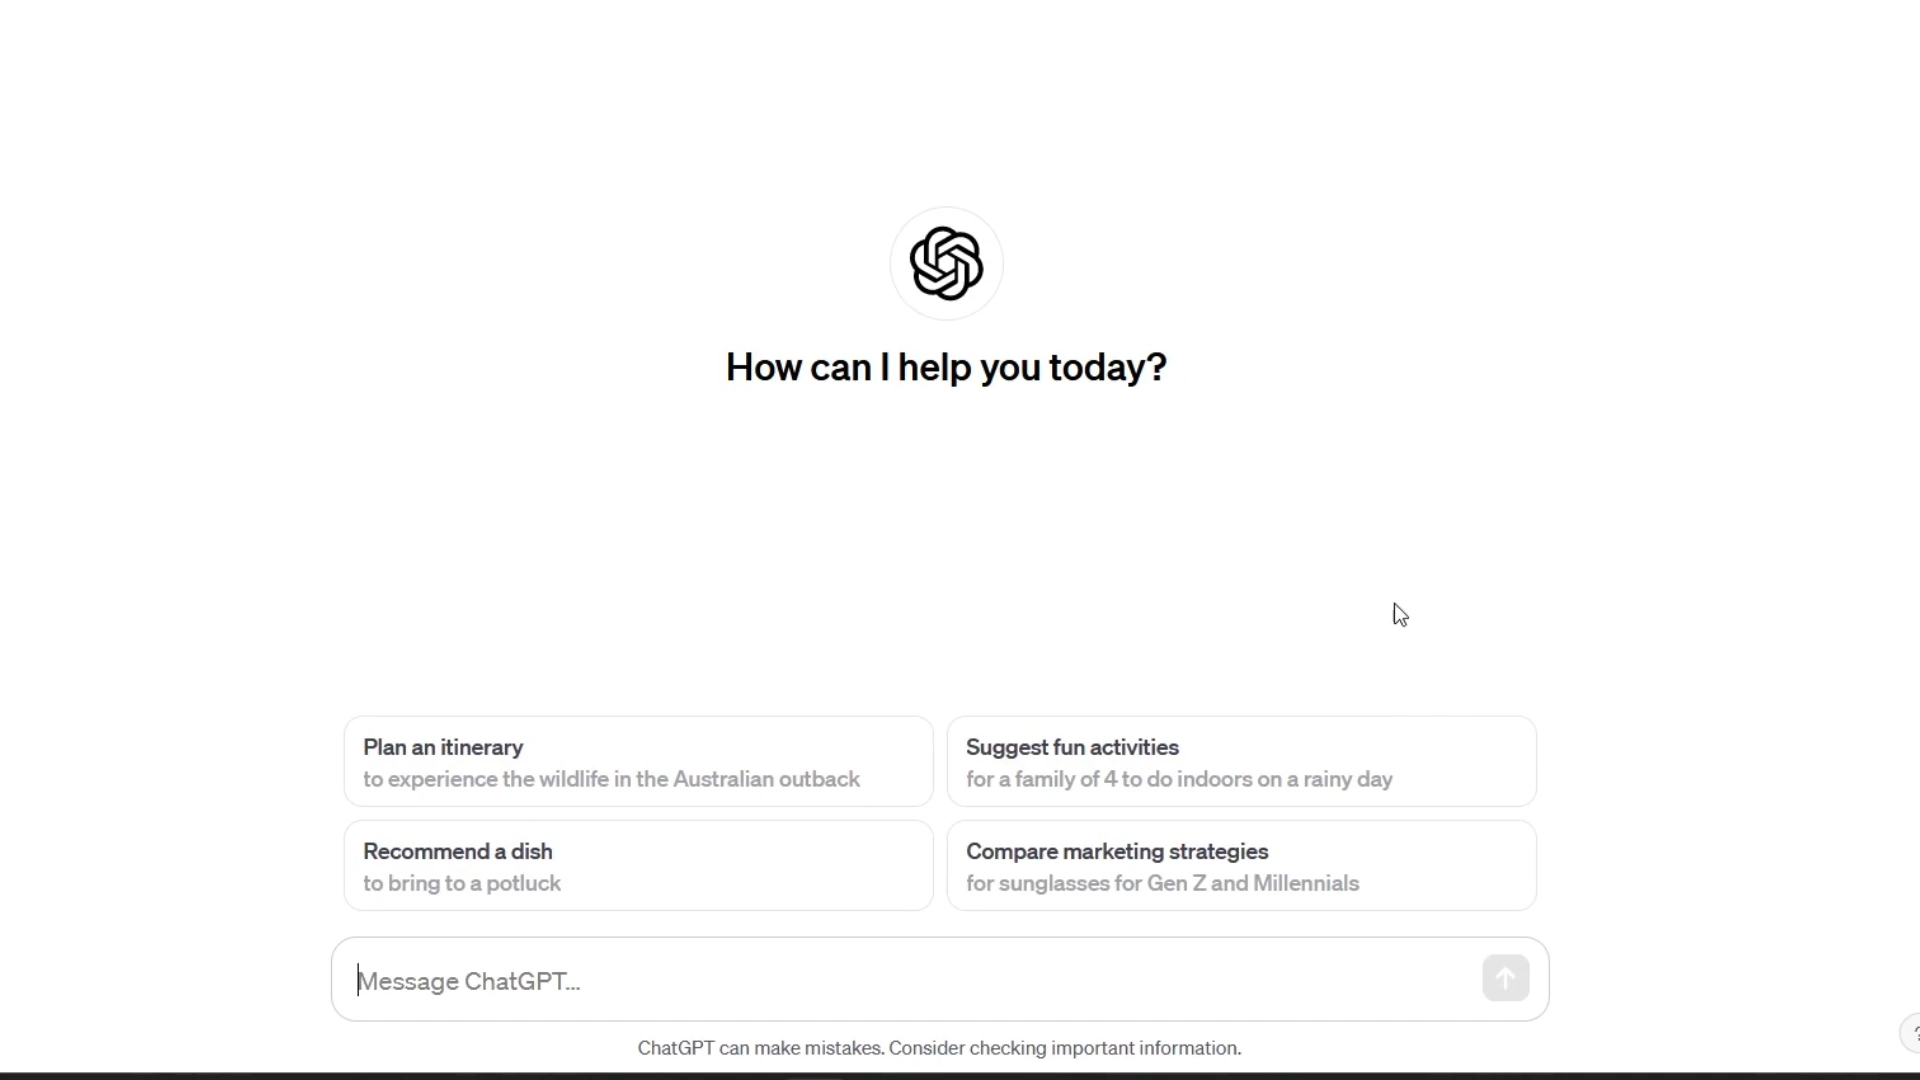 How can I help you today?
Plan an itinerary
to experience the wildlife in the Australian outback
Suggest fun activities
for a family of 4 to do indoors on a rainy day
Recommend a dish
to bring to a potluck
Compare marketing strategies
for sunglasses for Gen Z and Millennials
Message ChatGPT...
ChatGPT can make mistakes. Consider checking important information.
?